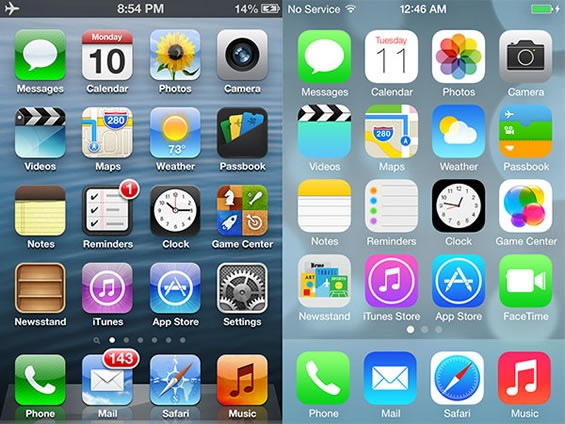 8:54 PM 14%
Monday
10
280
73°
1
Messages Calendar Photos Camera
Videos Maps Weather Passbook
Notes Reminders Clock Game Center
Newsstand iTunes App Store Settings
143
Phone Mail Safari Music
No Service 12:46 AM
Tuesday
11
280
Messages Calendar Photos Camera
Videos Maps Weather Passbook
Notes Reminders Clock Game Center
Newsstand iTunes Store App Store FaceTime
Phone Mail Safari Music